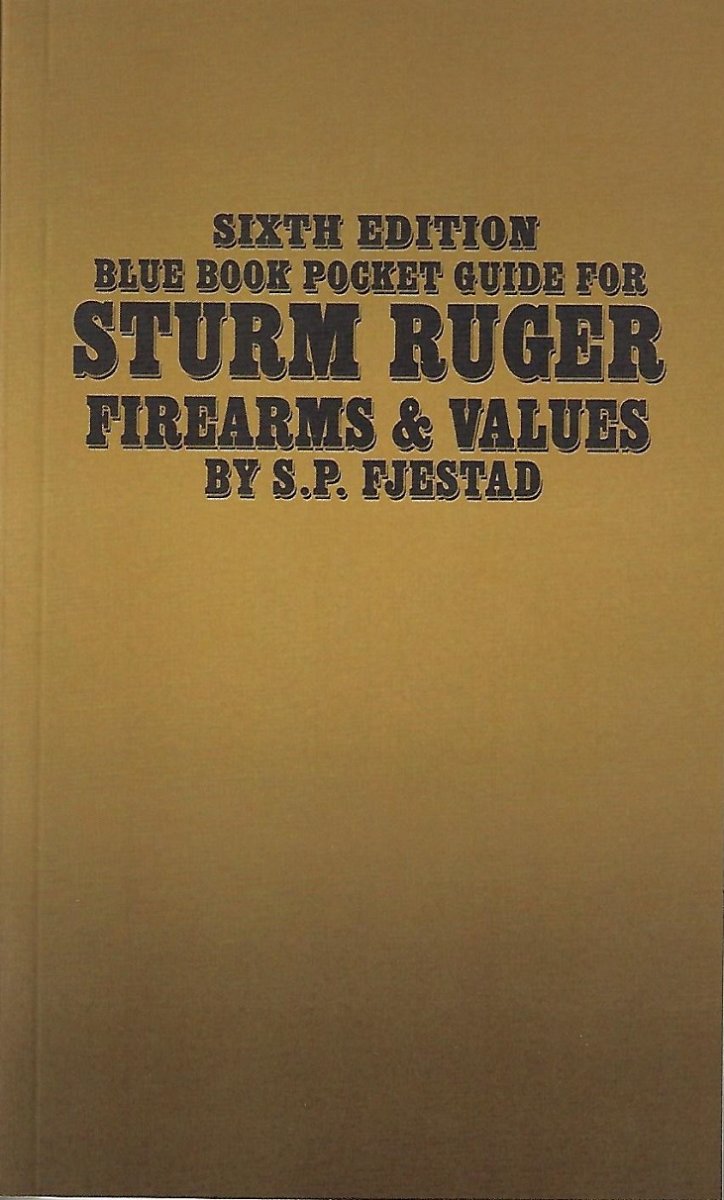 SIXTH EDITION
BLUE BOOK POCKET GUIDE FOR
STURM RUGER
FIREARMS & VALUES
BY S.P. FJESTAD